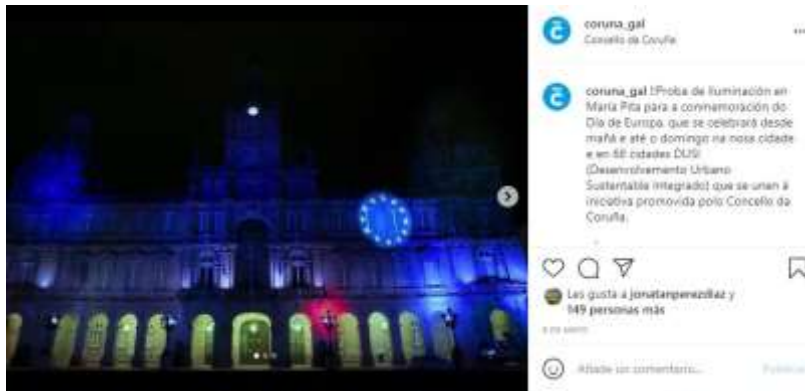 coruna_gal
Concello da Coruña
coruna_gal !Proba de iluminación en
María Pita para a conmemoración do
Día de Europa, que se celebrará desde
mañá e até o domingo na nosa cidade
e en 68 cidades DUSI
(Desenvolvemento Urbano
Sustentable Integrado) que se unen á
iniciativa promovida polo Concello da
Coruña.
Les gusta a jonatanperezdiaz y
149 personas más
Añade un comentario...
Publicar